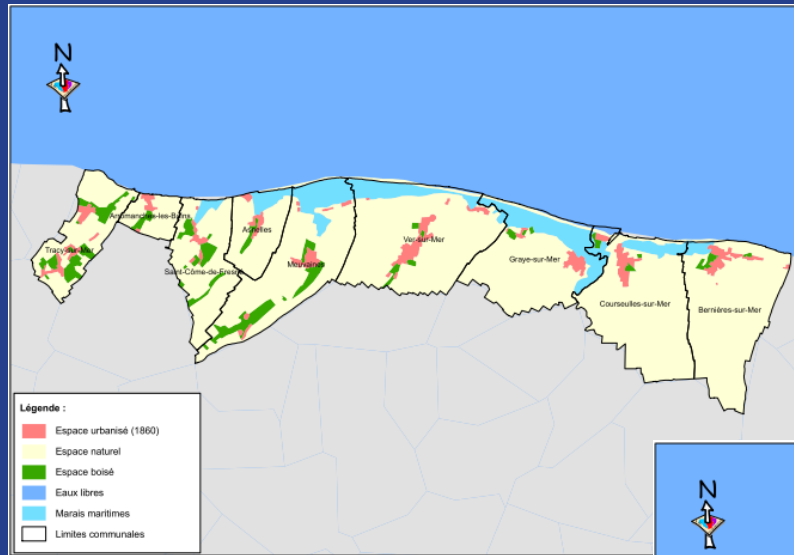 N
Tracy-sur-Mer
Arromanches-les-Bains
Saint-Côme-de-Fresné
Asnelles
Meuvaines
Ver-sur-Mer
Graye-sur-Mer
Courseulles-sur-Mer
Bernières-sur-Mer
Légende :
Espace urbanisé (1860)
Espace naturel
Espace boisé
Eaux libres
Marais maritimes
Limites communales
N